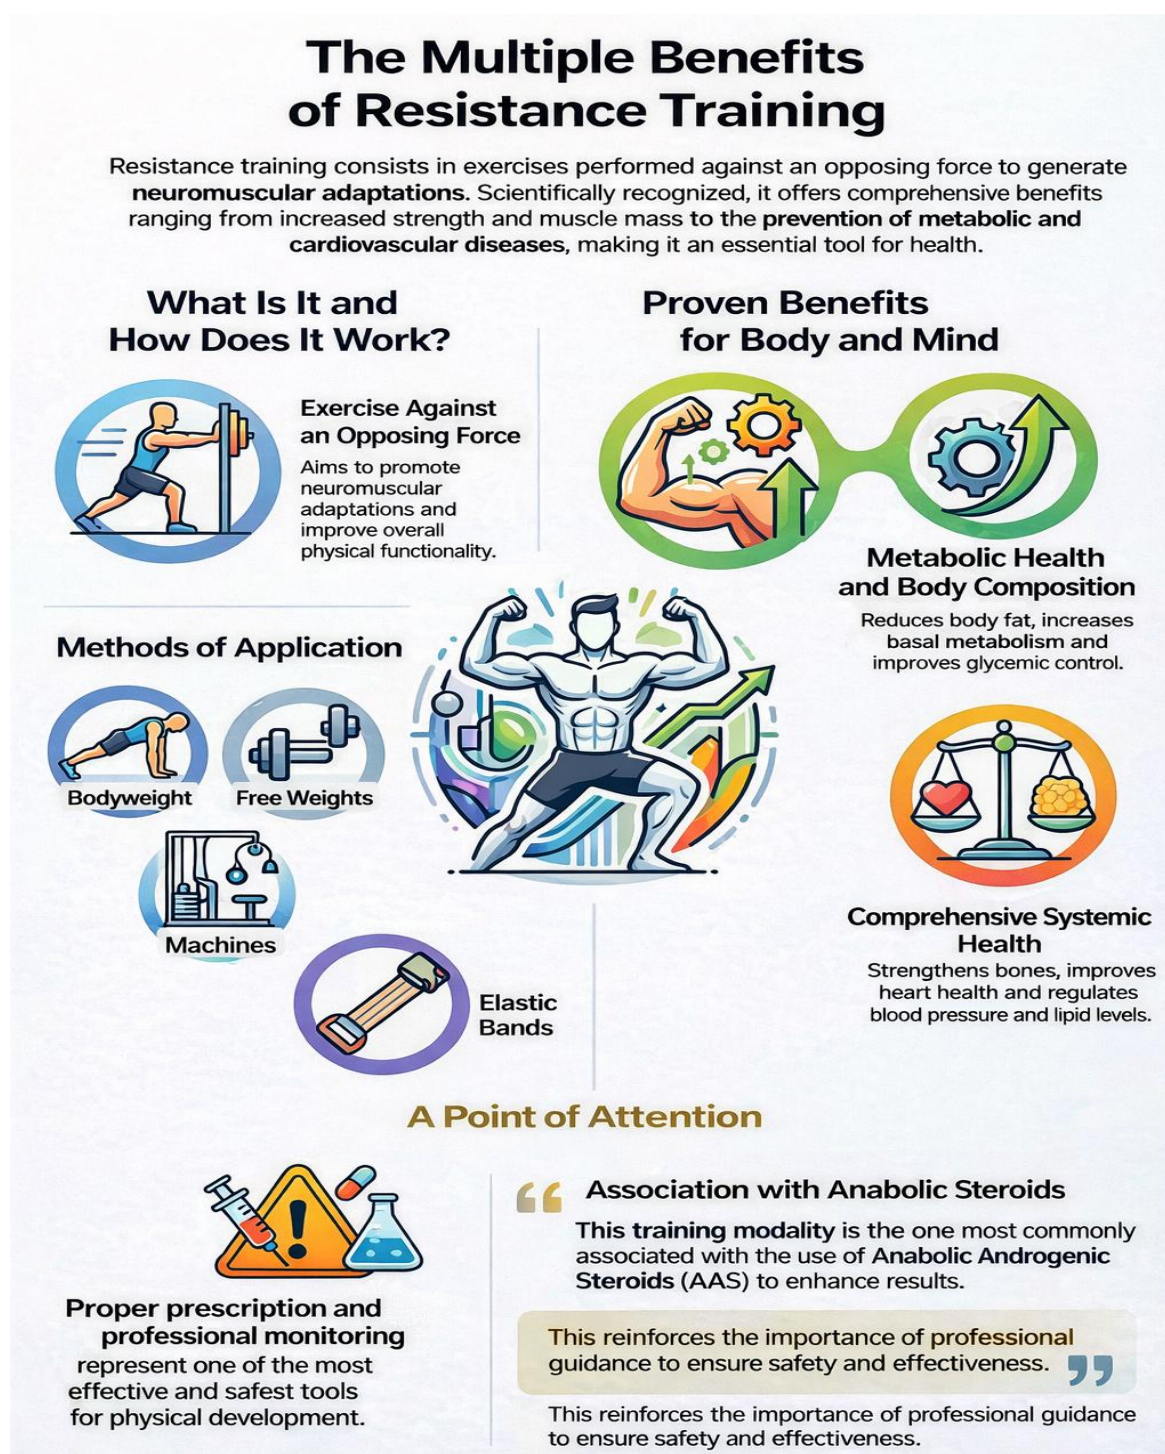 The Multiple Benefits
of Resistance Training
Resistance training consists in exercises performed against an opposing force to generate
neuromuscular adaptations. Scientifically recognized, it offers comprehensive benefits
ranging from increased strength and muscle mass to the prevention of metabolic and
cardiovascular diseases, making it an essential tool for health.
What Is It and
How Does It Work?
Exercise Against
an Opposing Force
Aims to promote
neuromuscular
adaptations and
improve overall
physical functionality.
Methods of Application
Bodyweight
Free Weights
Machines
Elastic
Bands
Proven Benefits
for Body and Mind
Metabolic Health
and Body Composition
Reduces body fat, increases
basal metabolism and
improves glycemic control.
Comprehensive Systemic
Health
Strengthens bones, improves
heart health and regulates
blood pressure and lipid levels.
A Point of Attention
Proper prescription and
professional monitoring
represent one of the most
effective and safest tools
for physical development.
“ Association with Anabolic Steroids
This training modality is the one most commonly
associated with the use of Anabolic Androgenic
Steroids (AAS) to enhance results.
This reinforces the importance of professional
guidance to ensure safety and effectiveness. ”
This reinforces the importance of professional guidance
to ensure safety and effectiveness.